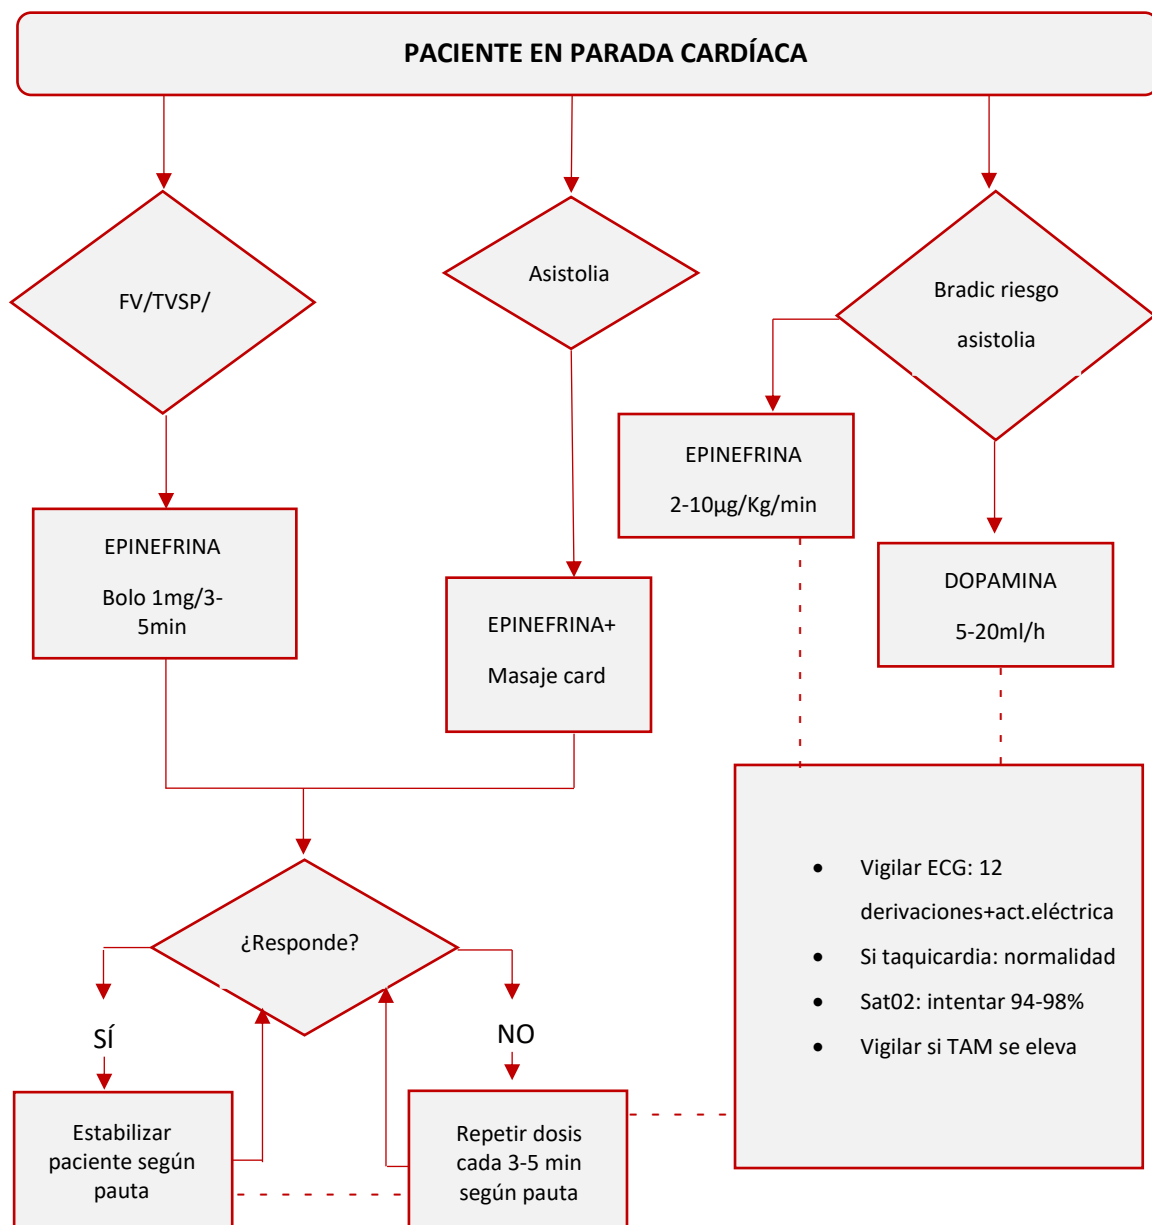 PACIENTE EN PARADA CARDÍACA
FV/TVSP/
Asistolia
Bradic riesgo
asistolia
EPINEFRINA
2-10µg/Kg/min
EPINEFRINA
Bolo 1mg/3-
5min
DOPAMINA
5-20ml/h
EPINEFRINA+
Masaje card
¿Responde?
SÍ
NO
Estabilizar
paciente según
pauta
Repetir dosis
cada 3-5 min
según pauta
• Vigilar ECG: 12
derivaciones+act.eléctrica
• Si taquicardia: normalidad
• Sat02: intentar 94-98%
• Vigilar si TAM se eleva